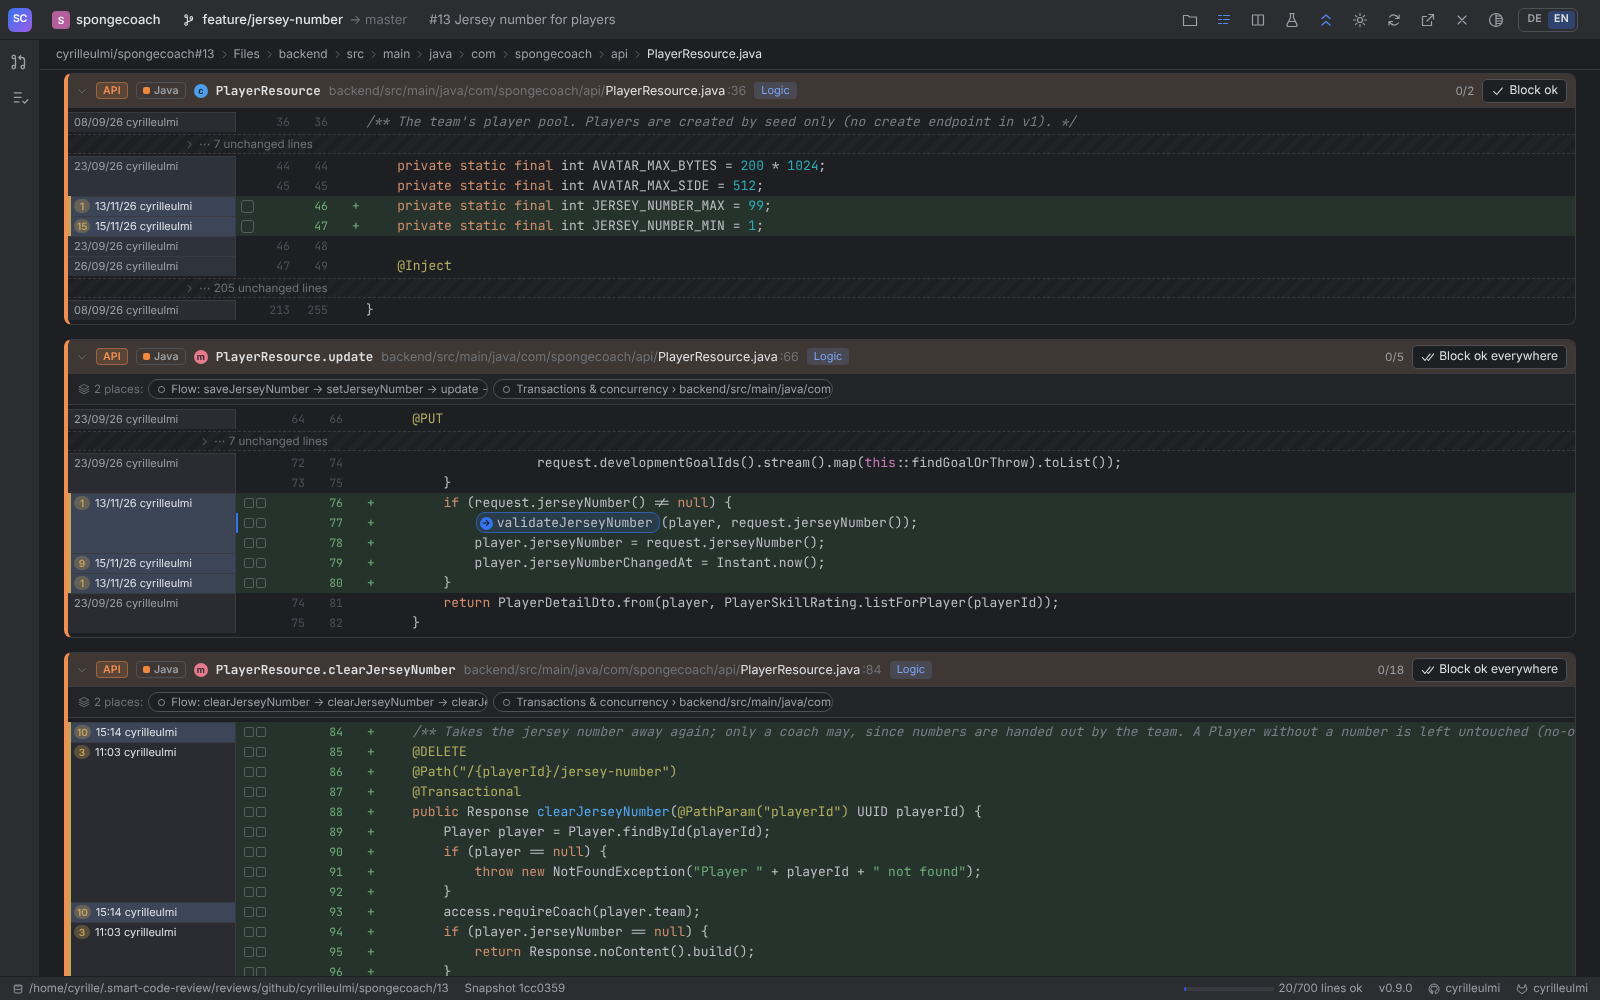 SC S spongecoach feature/jersey-number → master #13 Jersey number for players DE EN
cyrilleulmi/spongecoach#13 › Files › backend › src › main › java › com › spongecoach › api › PlayerResource.java
API Java c PlayerResource backend/src/main/java/com/spongecoach/api/PlayerResource.java:36 Logic 0/2 Block ok
08/09/26 cyrilleulmi 36 36 /** The team's player pool. Players are created by seed only (no create endpoint in v1). */
› ··· 7 unchanged lines
23/09/26 cyrilleulmi 44 44 private static final int AVATAR_MAX_BYTES = 200 * 1024;
45 45 private static final int AVATAR_MAX_SIDE = 512;
1 13/11/26 cyrilleulmi 46 + private static final int JERSEY_NUMBER_MAX = 99;
15 15/11/26 cyrilleulmi 47 + private static final int JERSEY_NUMBER_MIN = 1;
23/09/26 cyrilleulmi 46 48
26/09/26 cyrilleulmi 47 49 @Inject
› ··· 205 unchanged lines
08/09/26 cyrilleulmi 213 255 }
API Java m PlayerResource.update backend/src/main/java/com/spongecoach/api/PlayerResource.java:66 Logic 0/5 Block ok everywhere
2 places: Flow: saveJerseyNumber → setJerseyNumber → update - Transactions & concurrency › backend/src/main/java/com
23/09/26 cyrilleulmi 64 66 @PUT
› ··· 7 unchanged lines
23/09/26 cyrilleulmi 72 74 request.developmentGoalIds().stream().map(this::findGoalOrThrow).toList());
73 75 }
1 13/11/26 cyrilleulmi 76 + if (request.jerseyNumber() ≠ null) {
77 + validateJerseyNumber(player, request.jerseyNumber());
78 + player.jerseyNumber = request.jerseyNumber();
9 15/11/26 cyrilleulmi 79 + player.jerseyNumberChangedAt = Instant.now();
1 13/11/26 cyrilleulmi 80 + }
23/09/26 cyrilleulmi 74 81 return PlayerDetailDto.from(player, PlayerSkillRating.listForPlayer(playerId));
75 82 }
API Java m PlayerResource.clearJerseyNumber backend/src/main/java/com/spongecoach/api/PlayerResource.java:84 Logic 0/18 Block ok everywhere
2 places: Flow: clearJerseyNumber → clearJerseyNumber → clearJe Transactions & concurrency › backend/src/main/java/com
10 15:14 cyrilleulmi 84 + /** Takes the jersey number away again; only a coach may, since numbers are handed out by the team. A Player without a number is left untouched (no-o
3 11:03 cyrilleulmi 85 + @DELETE
86 + @Path("/{playerId}/jersey-number")
87 + @Transactional
88 + public Response clearJerseyNumber(@PathParam("playerId") UUID playerId) {
89 + Player player = Player.findById(playerId);
90 + if (player == null) {
91 + throw new NotFoundException("Player " + playerId + " not found");
92 + }
10 15:14 cyrilleulmi 93 + access.requireCoach(player.team);
3 11:03 cyrilleulmi 94 + if (player.jerseyNumber == null) {
95 + return Response.noContent().build();
96 + }
/home/cyrille/.smart-code-review/reviews/github/cyrilleulmi/spongecoach/13 Snapshot 1cc0359 20/700 lines ok v0.9.0 cyrilleulmi cyrilleulmi